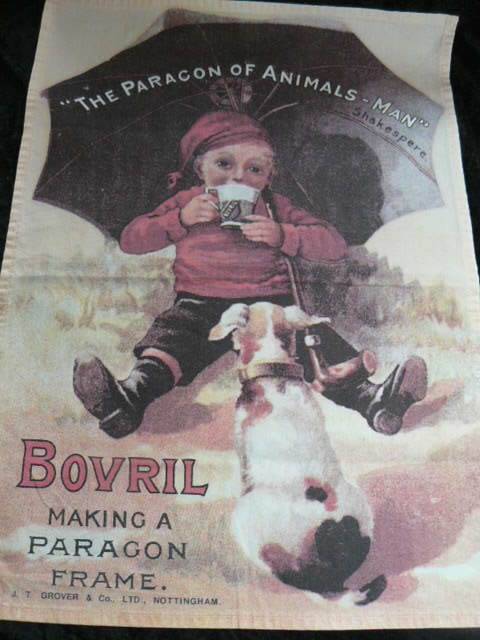 "THE PARAGON OF ANIMALS - MAN"
Shakespere.
BOVRIL
MAKING A
PARAGON
FRAME.
J. T. GROVER & Co., LTD., NOTTINGHAM.